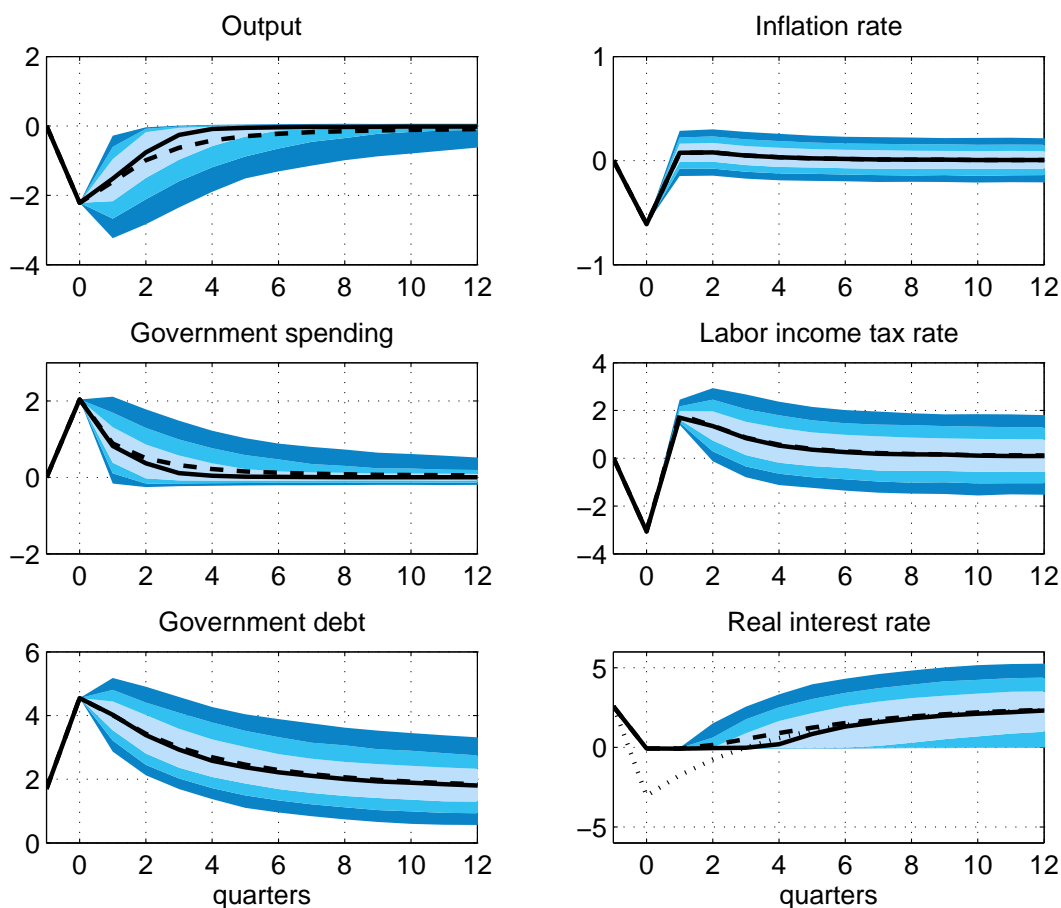 Output
2
0
−2
−4
0 2 4 6 8 10 12
Inflation rate
1
0
−1
0 2 4 6 8 10 12
Government spending
2
0
−2
0 2 4 6 8 10 12
Labor income tax rate
4
2
0
−2
−4
0 2 4 6 8 10 12
Government debt
6
4
2
0
0 2 4 6 8 10 12
quarters
Real interest rate
5
0
−5
0 2 4 6 8 10 12
quarters